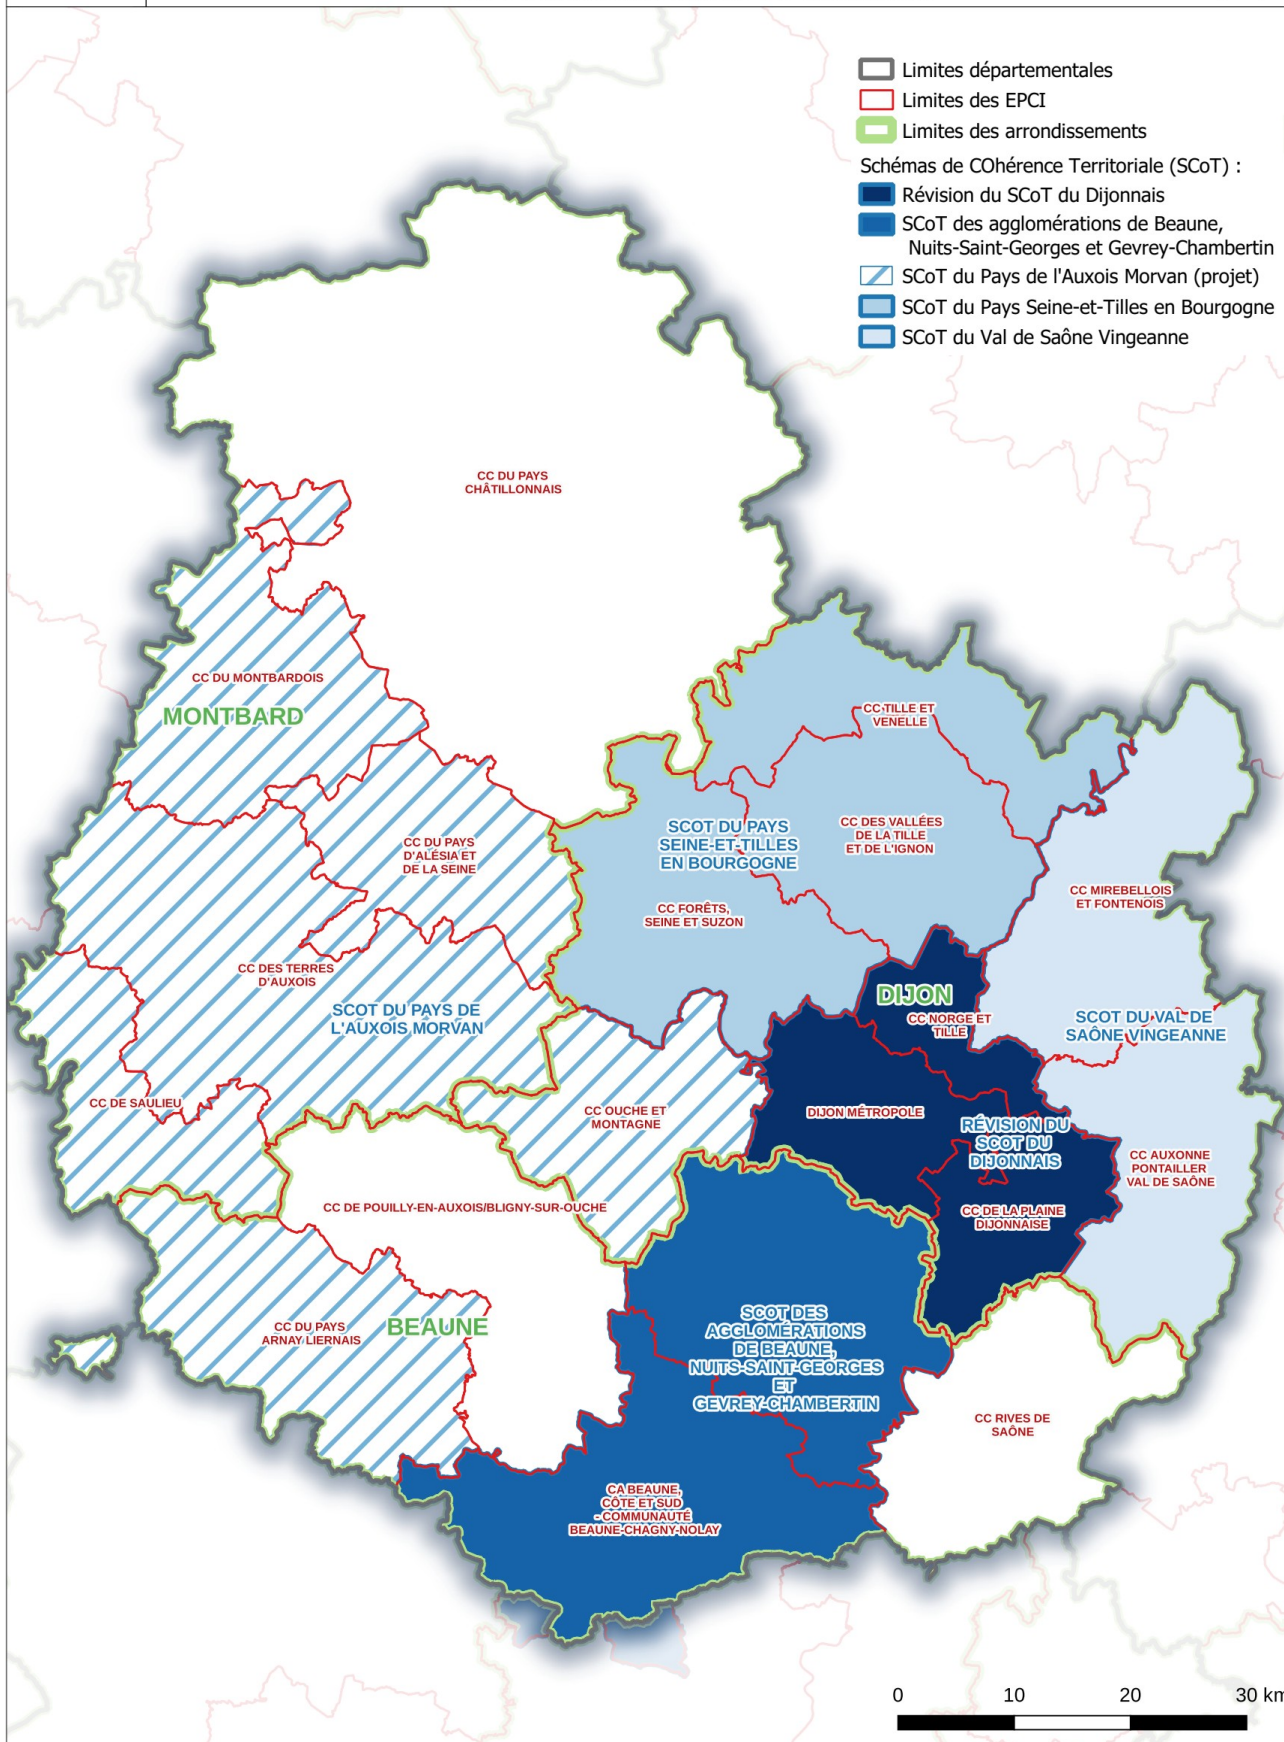 Limites départementales
Limites des EPCI
Limites des arrondissements
Schémas de COhérence Territoriale (SCoT) :
Révision du SCoT du Dijonnais
SCoT des agglomérations de Beaune,
Nuits-Saint-Georges et Gevrey-Chambertin
SCoT du Pays de l'Auxois Morvan (projet)
SCoT du Pays Seine-et-Tilles en Bourgogne
SCoT du Val de Saône Vingeanne
CC DU PAYS
CHÂTILLONNAIS
CC DU MONTBARDOIS
MONTBARD
CC TILLE ET
VENELLE
SCOT DU PAYS
SEINE-ET-TILLES
EN BOURGOGNE
CC DES VALLÉES
DE LA TILLE
ET DE L'IGNON
CC DU PAYS
D'ALÉSIA ET
DE LA SEINE
CC MIREBELLOIS
ET FONTENOIS
CC FORÊTS,
SEINE ET SUZON
CC DES TERRES
D'AUXOIS
DIJON
CC NORGE ET
TILLE
SCOT DU PAYS DE
L'AUXOIS MORVAN
SCOT DU VAL DE
SAÔNE VINGEANNE
CC DE SAULIEU
CC OUCHE ET
MONTAGNE
DIJON MÉTROPOLE
RÉVISION DU
SCOT DU
DIJONNAIS
CC AUXONNE
PONTAILLER
VAL DE SAÔNE
CC DE POUILLY-EN-AUXOIS/BLIGNY-SUR-OUCHE
CC DE LA PLAINE
DIJONNAISE
CC DU PAYS
ARNAY LIERNAIS
BEAUNE
SCOT DES
AGGLOMÉRATIONS
DE BEAUNE,
NUITS-SAINT-GEORGES
ET
GEVREY-CHAMBERTIN
CC RIVES DE
SAÔNE
CA BEAUNE,
CÔTE ET SUD
- COMMUNAUTÉ
BEAUNE-CHAGNY-NOLAY
0 10 20 30 km